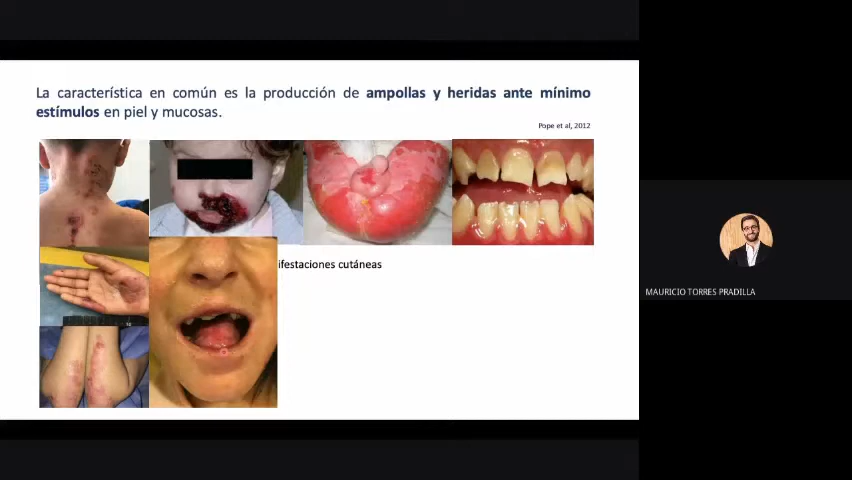 La característica en común es la producción de ampollas y heridas ante mínimo
estímulos en piel y mucosas.
Pope et al, 2012
ifestaciones cutáneas
MAURICIO TORRES PRADILLA